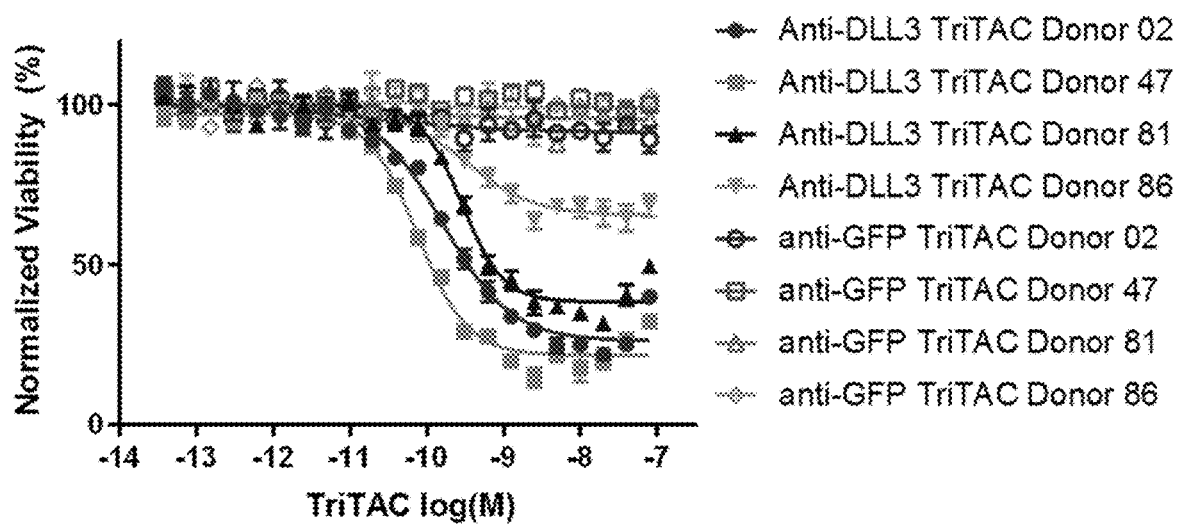 Normalized Viability (%)
100
50
0
-14 -13 -12 -11 -10 -9 -8 -7
TriTAC log(M)
Anti-DLL3 TriTAC Donor 02
Anti-DLL3 TriTAC Donor 47
Anti-DLL3 TriTAC Donor 81
Anti-DLL3 TriTAC Donor 86
anti-GFP TriTAC Donor 02
anti-GFP TriTAC Donor 47
anti-GFP TriTAC Donor 81
anti-GFP TriTAC Donor 86